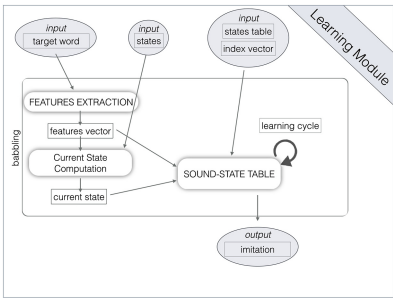 input
target word
input
states
input
states table
index vector
Learning Module
babbling
FEATURES EXTRACTION
features vector
Current State
Computation
current state
learning cycle
SOUND-STATE TABLE
output
imitation